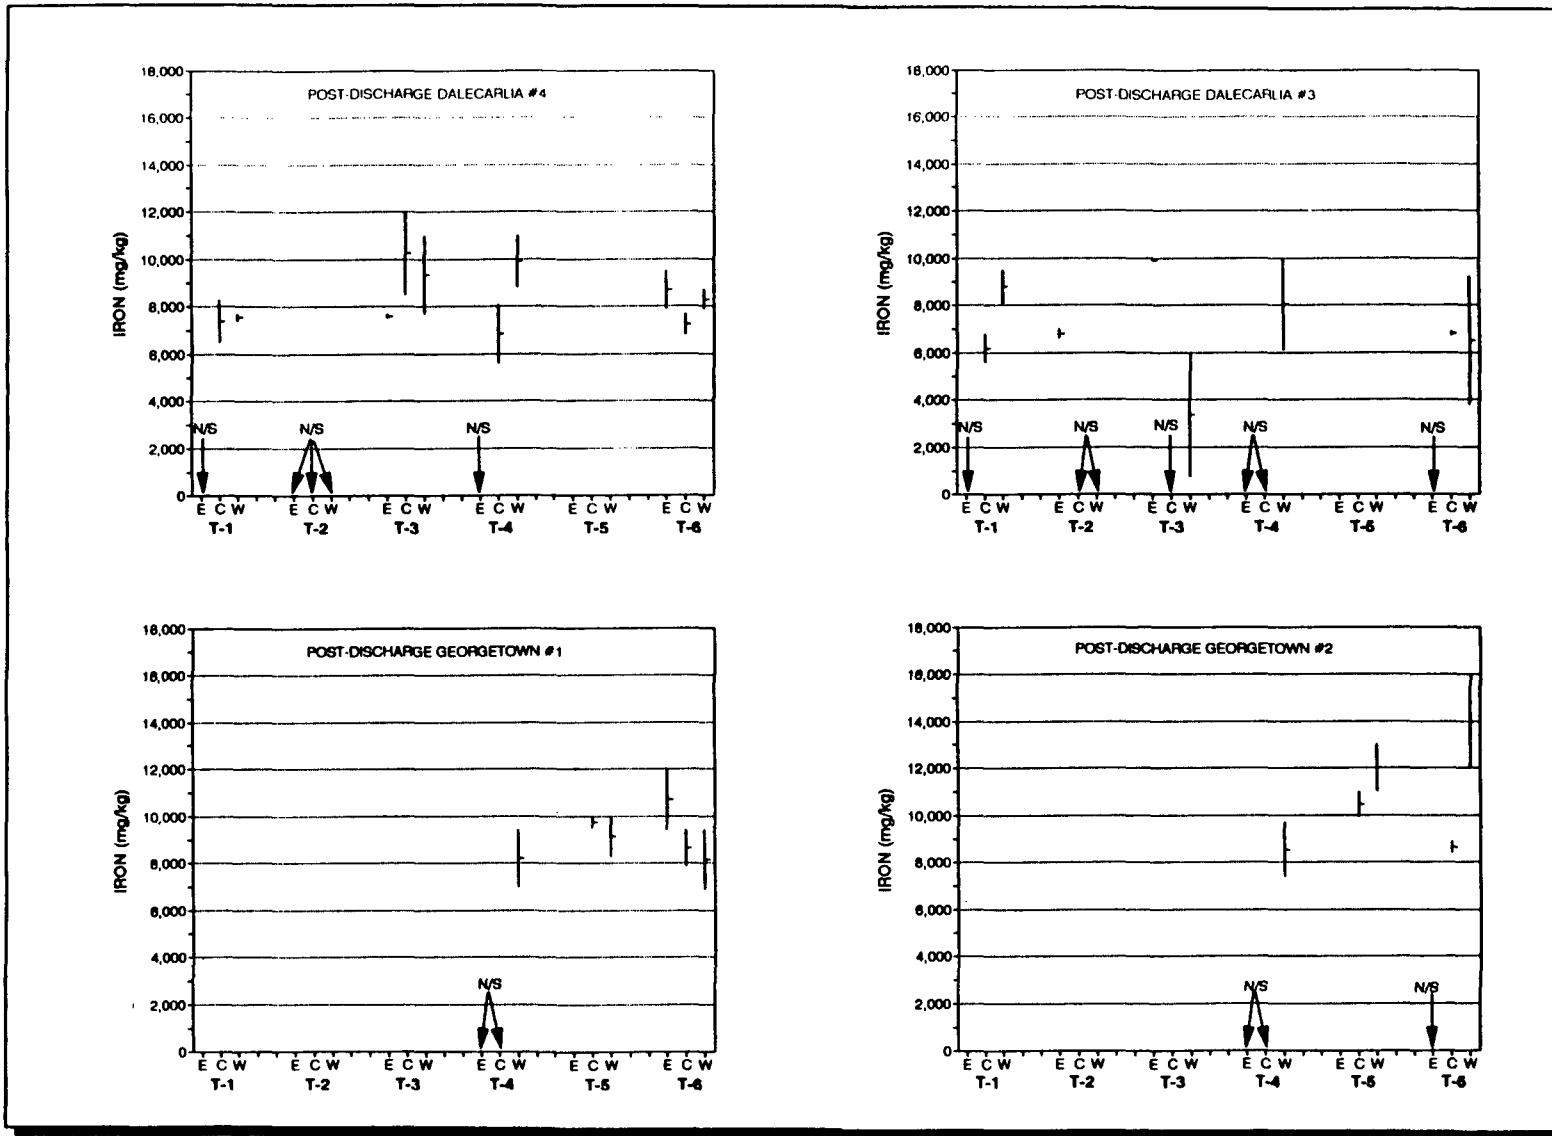 POST-DISCHARGE DALECARLIA #4
IRON (mg/kg)
18,000
16,000
14,000
12,000
10,000
8,000
6,000
4,000
2,000
0
N/S N/S N/S
E C W E C W E C W E C W E C W E C W
T-1 T-2 T-3 T-4 T-5 T-6
POST-DISCHARGE DALECARLIA #3
IRON (mg/kg)
18,000
16,000
14,000
12,000
10,000
8,000
6,000
4,000
2,000
0
N/S N/S N/S N/S N/S
E C W E C W E C W E C W E C W E C W
T-1 T-2 T-3 T-4 T-5 T-6
POST-DISCHARGE GEORGETOWN #1
IRON (mg/kg)
18,000
16,000
14,000
12,000
10,000
8,000
6,000
4,000
2,000
0
N/S
E C W E C W E C W E C W E C W E C W
T-1 T-2 T-3 T-4 T-5 T-6
POST-DISCHARGE GEORGETOWN #2
IRON (mg/kg)
18,000
16,000
14,000
12,000
10,000
8,000
6,000
4,000
2,000
0
N/S N/S
E C W E C W E C W E C W E C W E C W
T-1 T-2 T-3 T-4 T-5 T-6